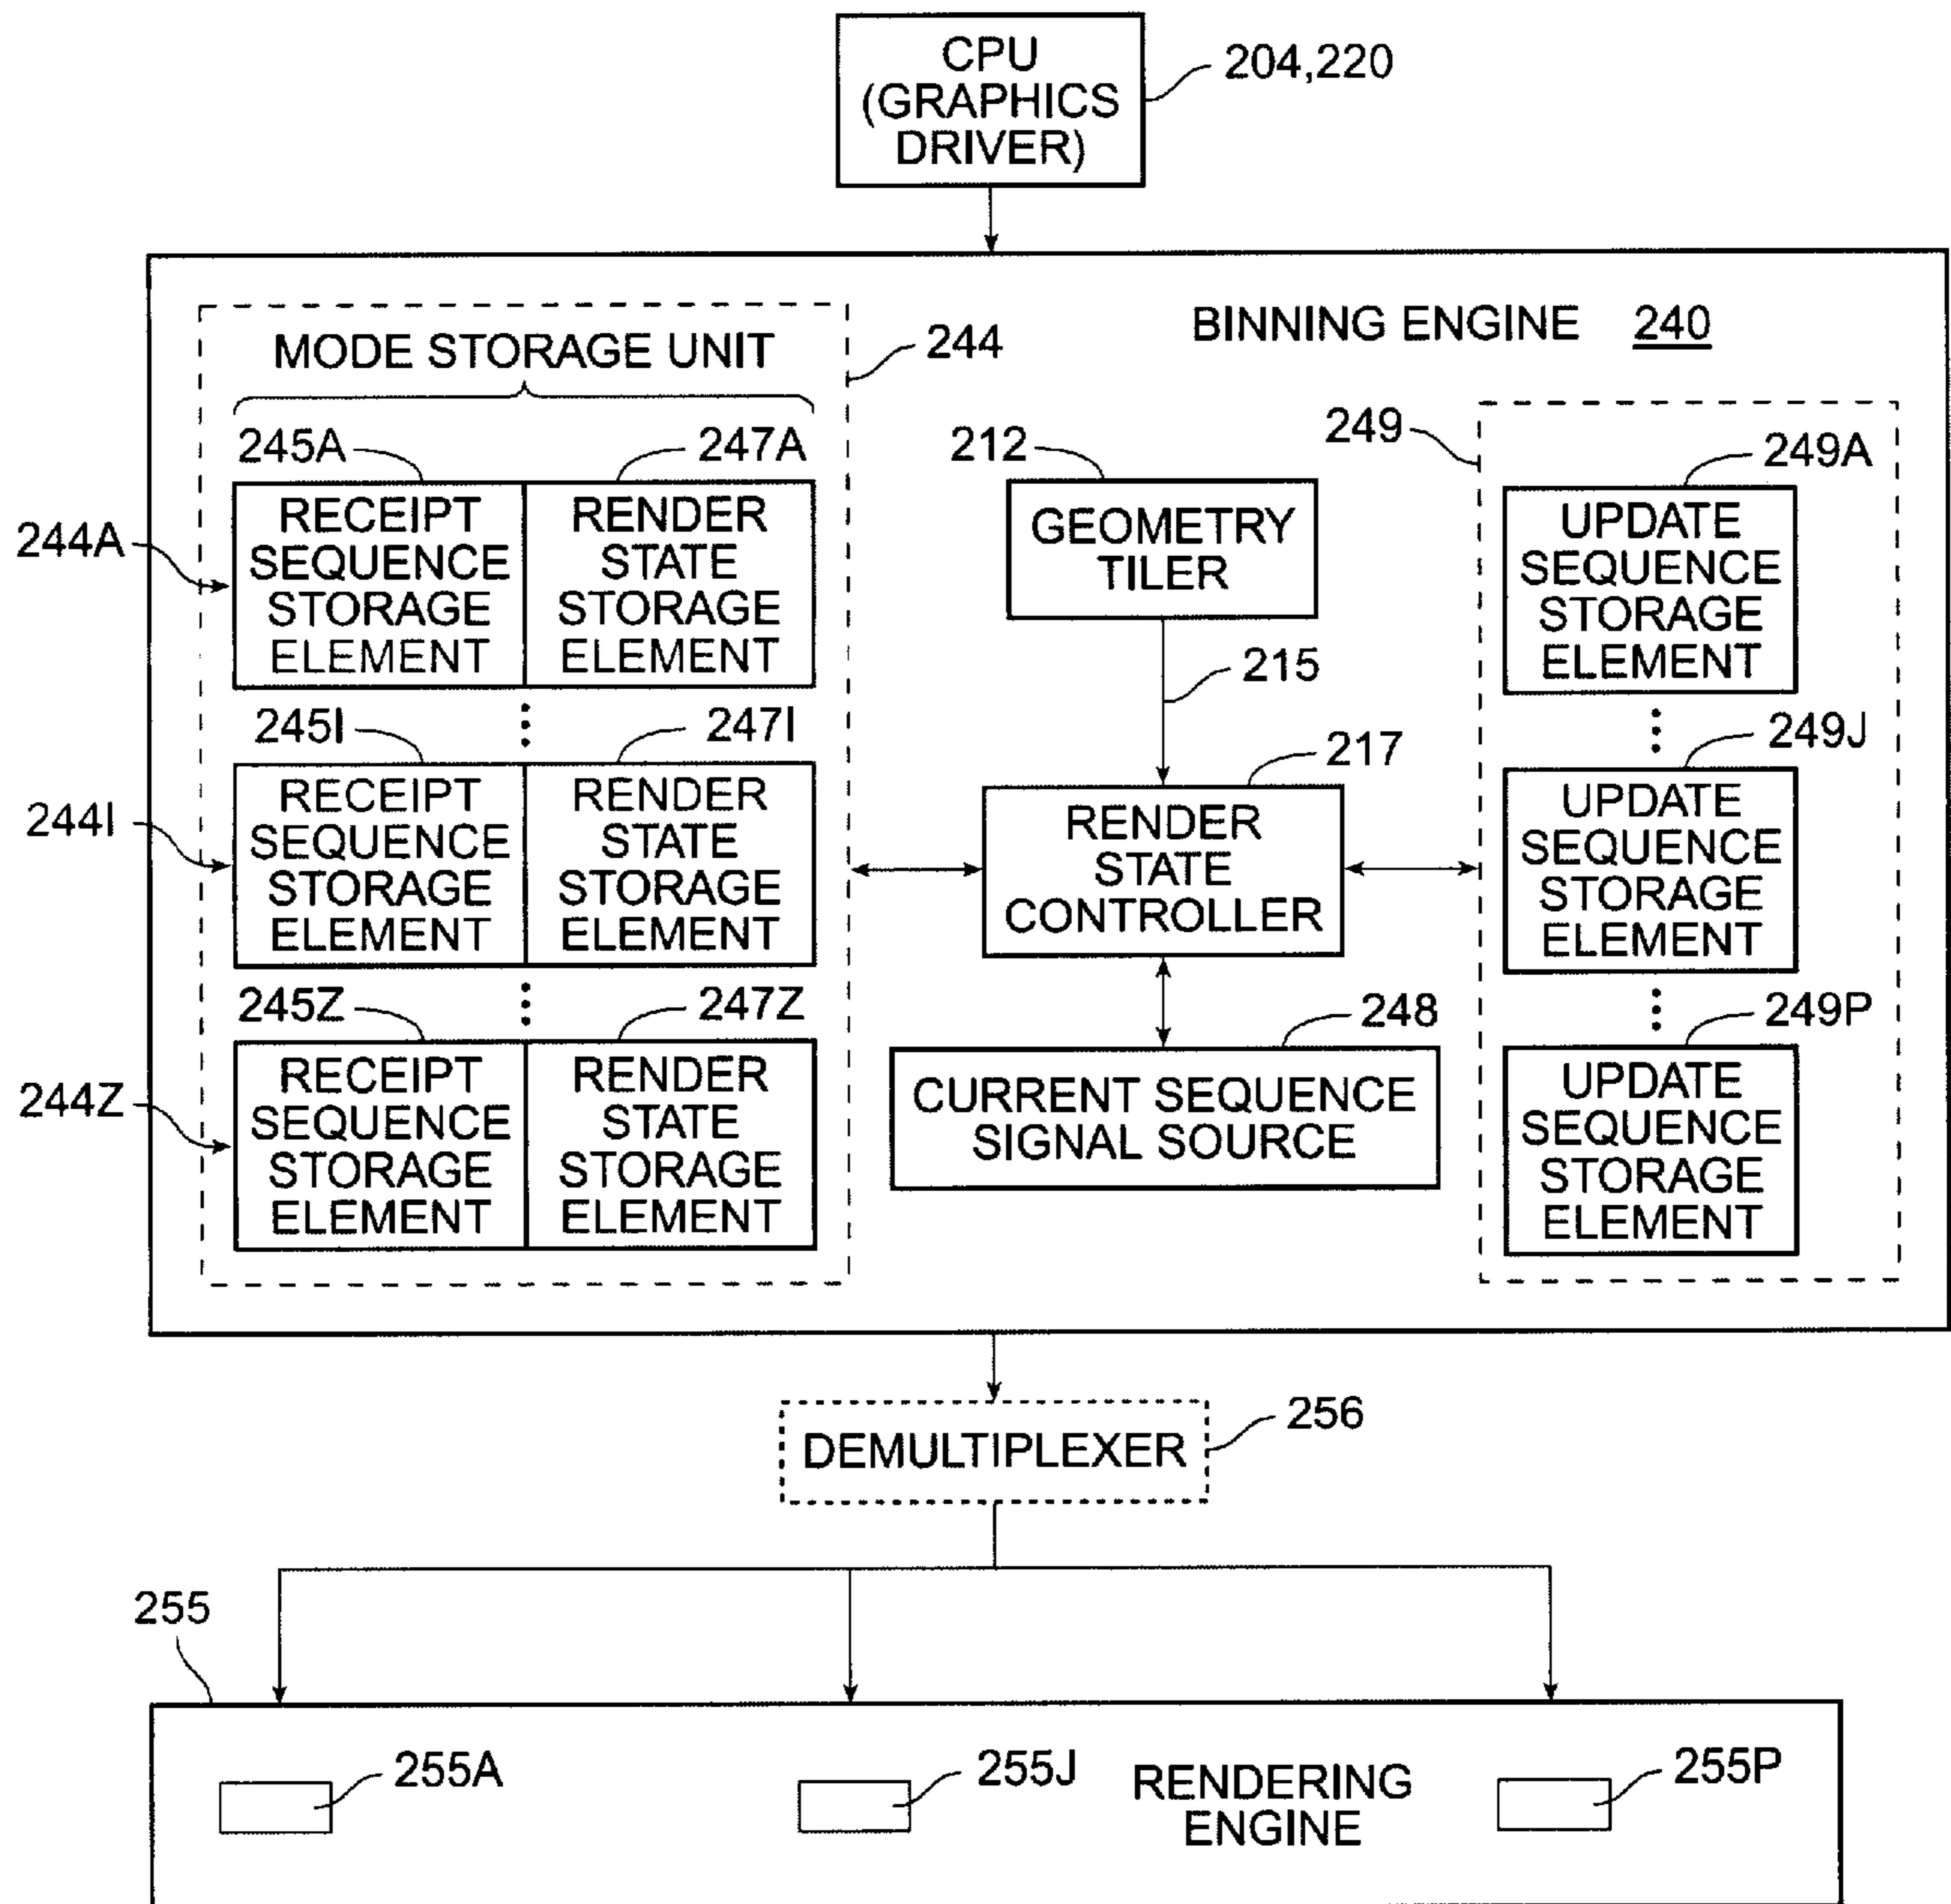 CPU
(GRAPHICS
DRIVER)
204,220
BINNING ENGINE 240
MODE STORAGE UNIT
244
245A
247A
244A
RECEIPT
SEQUENCE
STORAGE
ELEMENT
RENDER
STATE
STORAGE
ELEMENT
245I
247I
244I
RECEIPT
SEQUENCE
STORAGE
ELEMENT
RENDER
STATE
STORAGE
ELEMENT
245Z
247Z
244Z
RECEIPT
SEQUENCE
STORAGE
ELEMENT
RENDER
STATE
STORAGE
ELEMENT
212
GEOMETRY
TILER
215
217
RENDER
STATE
CONTROLLER
248
CURRENT SEQUENCE
SIGNAL SOURCE
249
249A
UPDATE
SEQUENCE
STORAGE
ELEMENT
249J
UPDATE
SEQUENCE
STORAGE
ELEMENT
249P
UPDATE
SEQUENCE
STORAGE
ELEMENT
DEMULTIPLEXER
256
255
255A
255J
RENDERING
ENGINE
255P